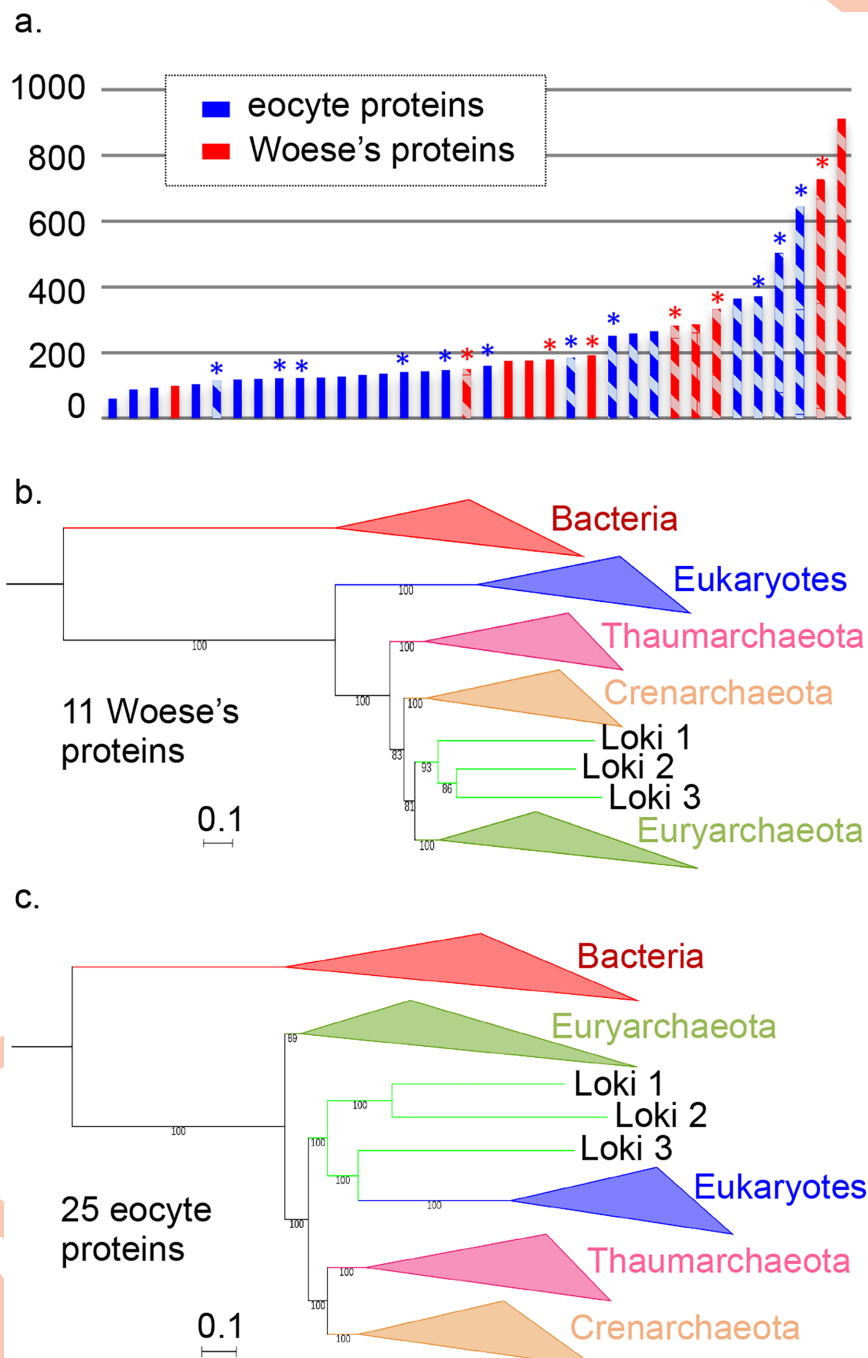 a.
1000
800
600
400
200
0
eocyte proteins
Woese's proteins
* * * * * * * * * * * * * * * *
b.
Bacteria
Eukaryotes
100
Thaumarchaeota
100
100
Crenarchaeota
100
100
11 Woese's
proteins
Loki 1
83
93
Loki 2
86
Loki 3
81
0.1
Euryarchaeota
100
c.
Bacteria
Euryarchaeota
89
Loki 1
100
Loki 2
100
100
Loki 3
100
Eukaryotes
100
25 eocyte
proteins
100
Thaumarchaeota
100
100
0.1
Crenarchaeota
100